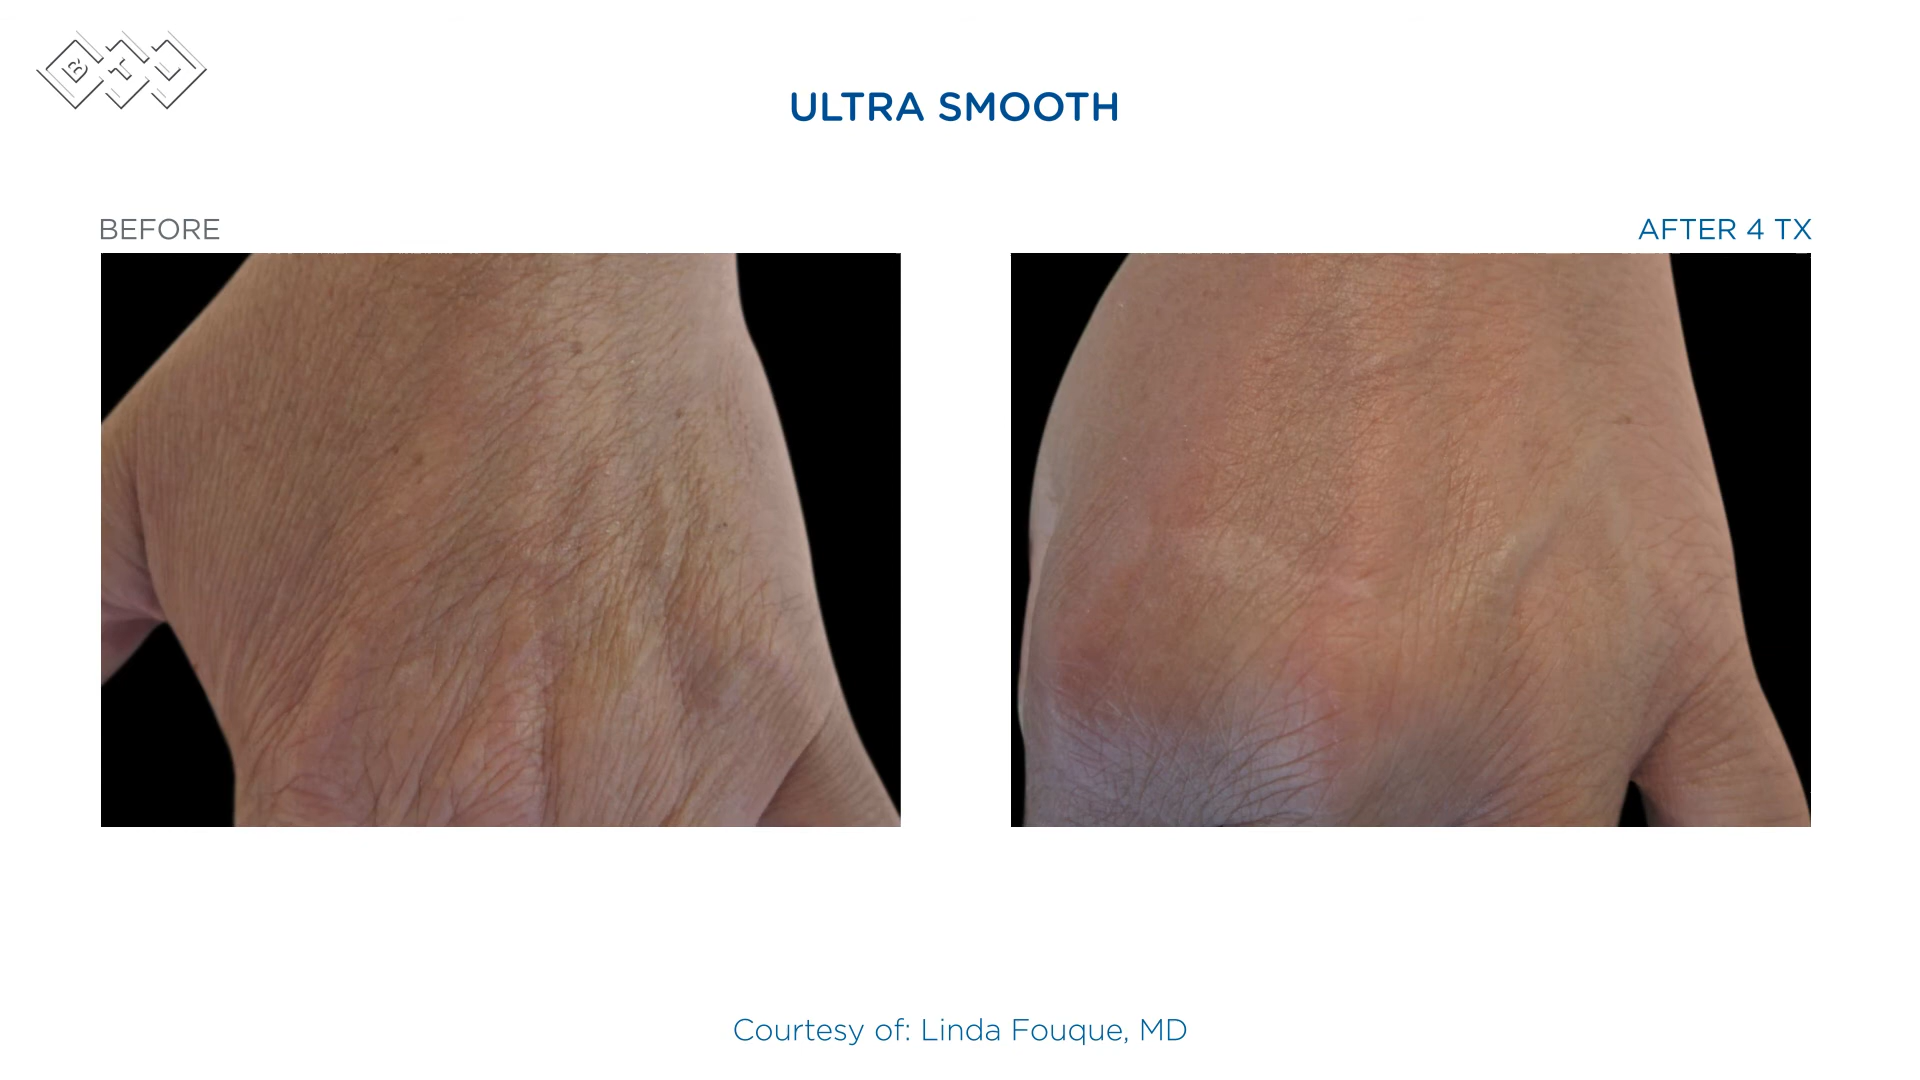 BTL
ULTRA SMOOTH
BEFORE
AFTER 4 TX
Courtesy of: Linda Fouque, MD